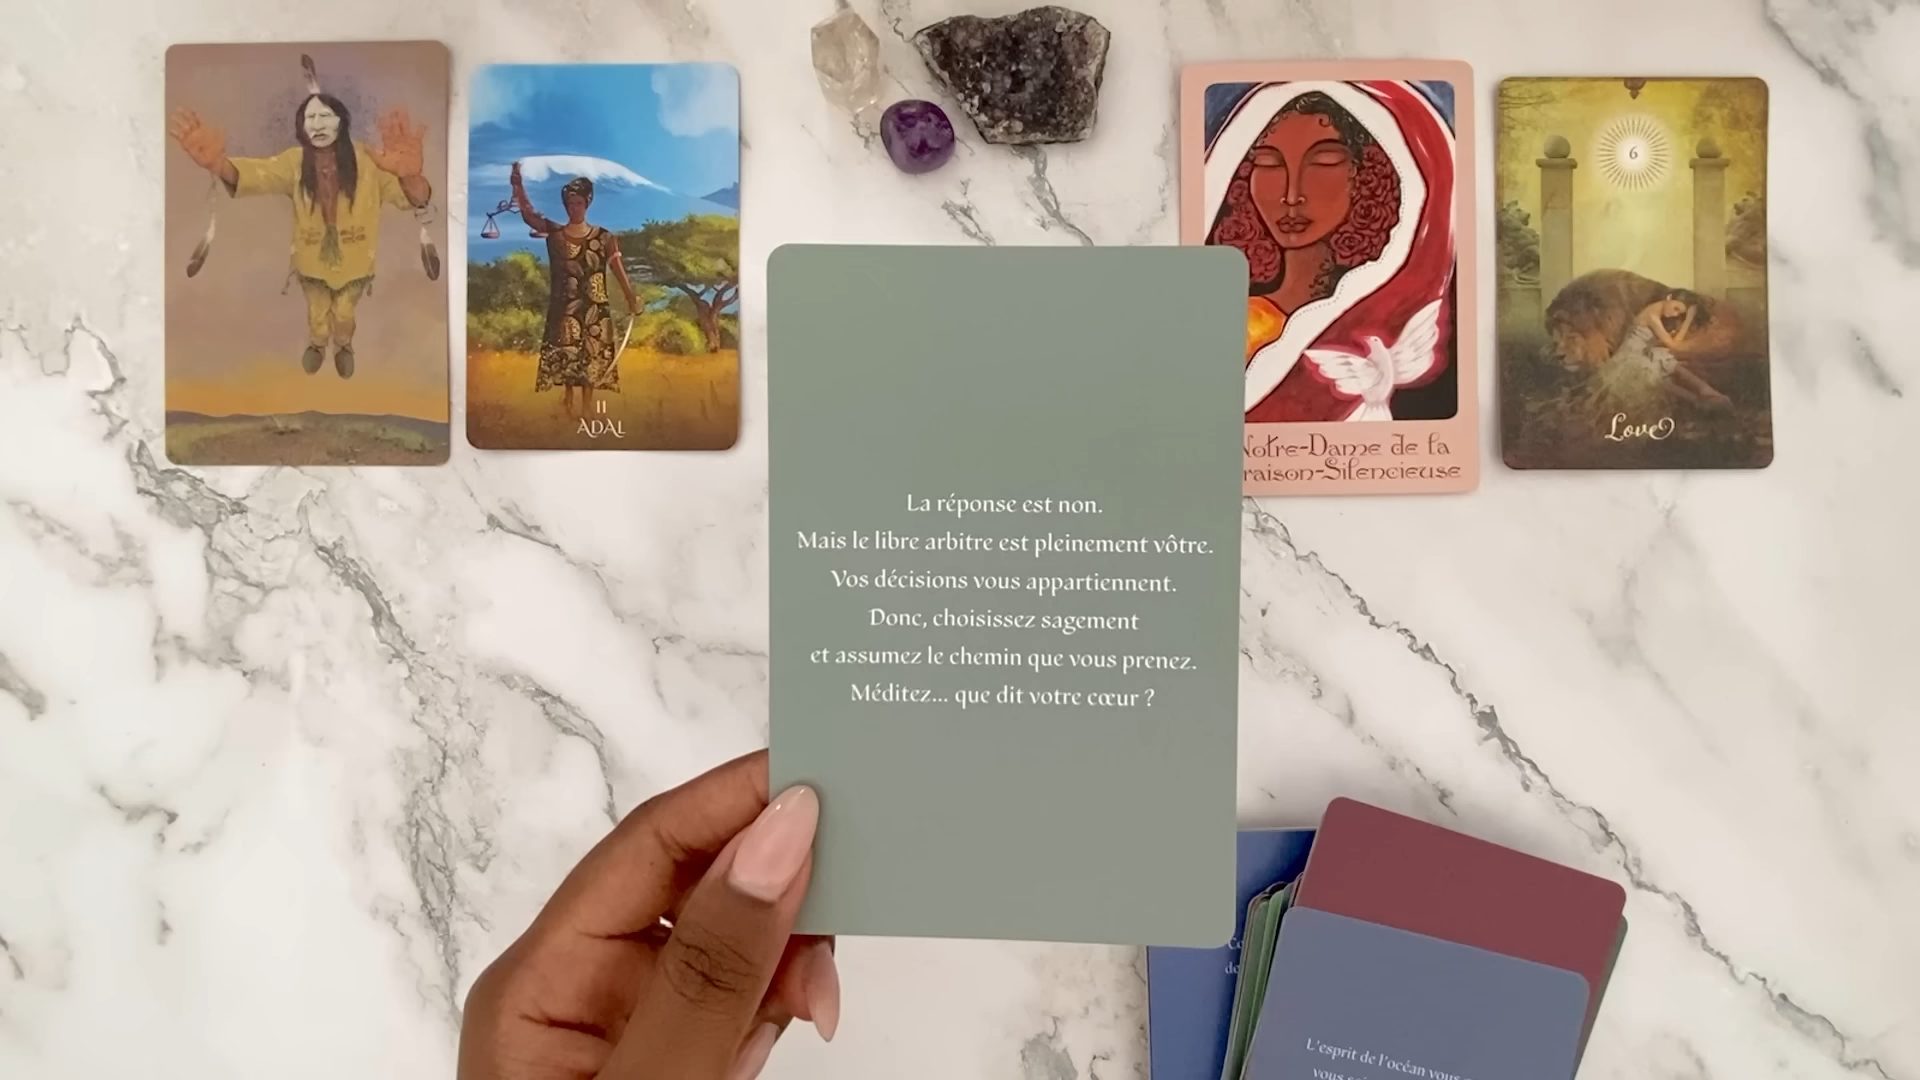 11
ADAL
Notre-Dame de la
raison-Silencieuse
6
Love
La réponse est non.
Mais le libre arbitre est pleinement vôtre.
Vos décisions vous appartiennent.
Donc, choisissez sagement
et assumez le chemin que vous prenez.
Méditez... que dit votre cœur ?
L'esprit de l'océan vous